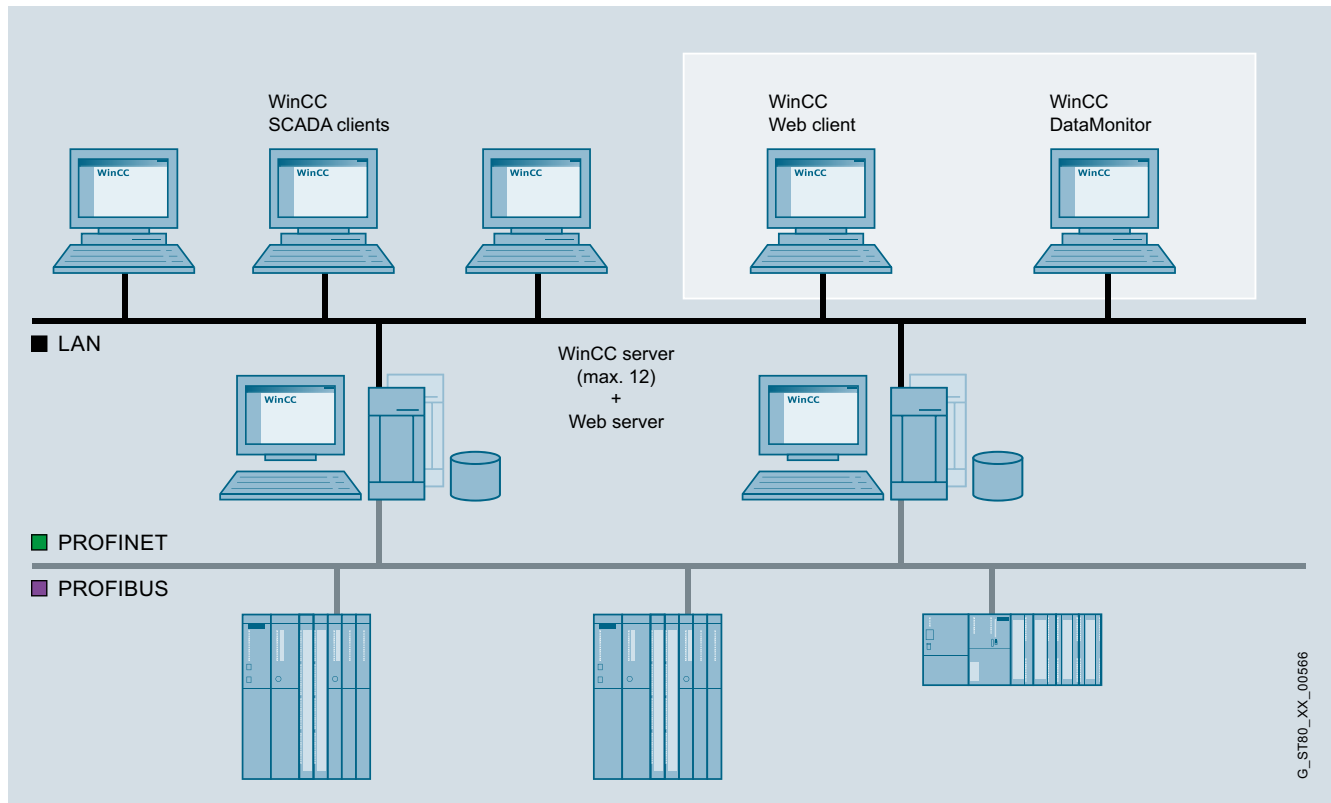 WinCC
SCADA clients
WinCC
Web client
WinCC
DataMonitor
WinCC
WinCC
WinCC
WinCC
WinCC
LAN
WinCC server
(max. 12)
+
Web server
WinCC
WinCC
PROFINET
PROFIBUS
G_ST80_XX_00566